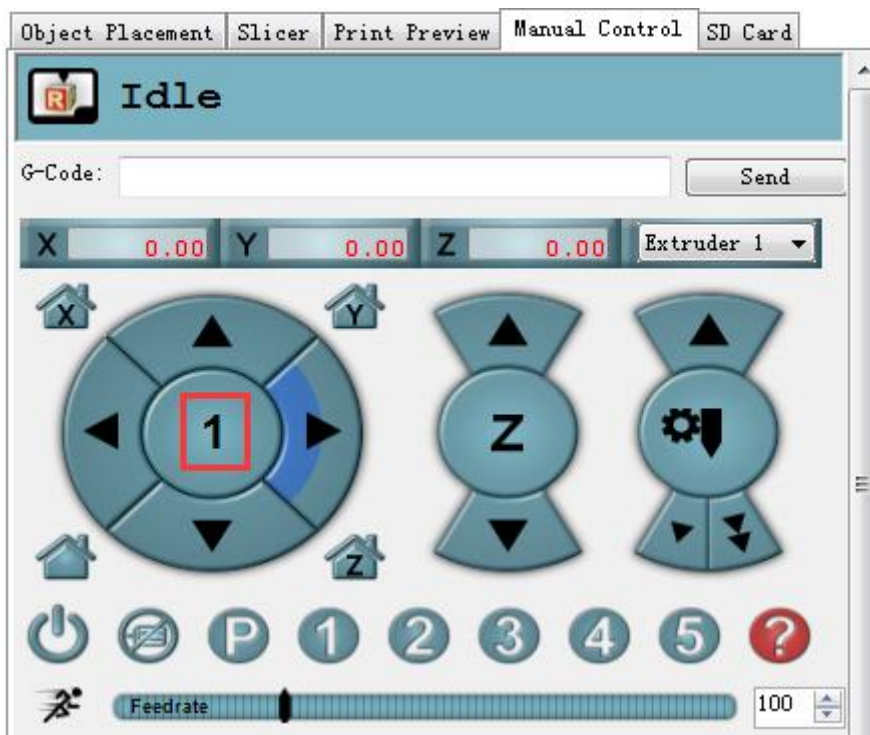 Object Placement Slicer Print Preview Manual Control SD Card
R Idle
G-Code: Send
X 0.00 Y 0.00 Z 0.00 Extruder 1
X Y
1 Z
Z
P 1 2 3 4 5 ?
Feedrate 100